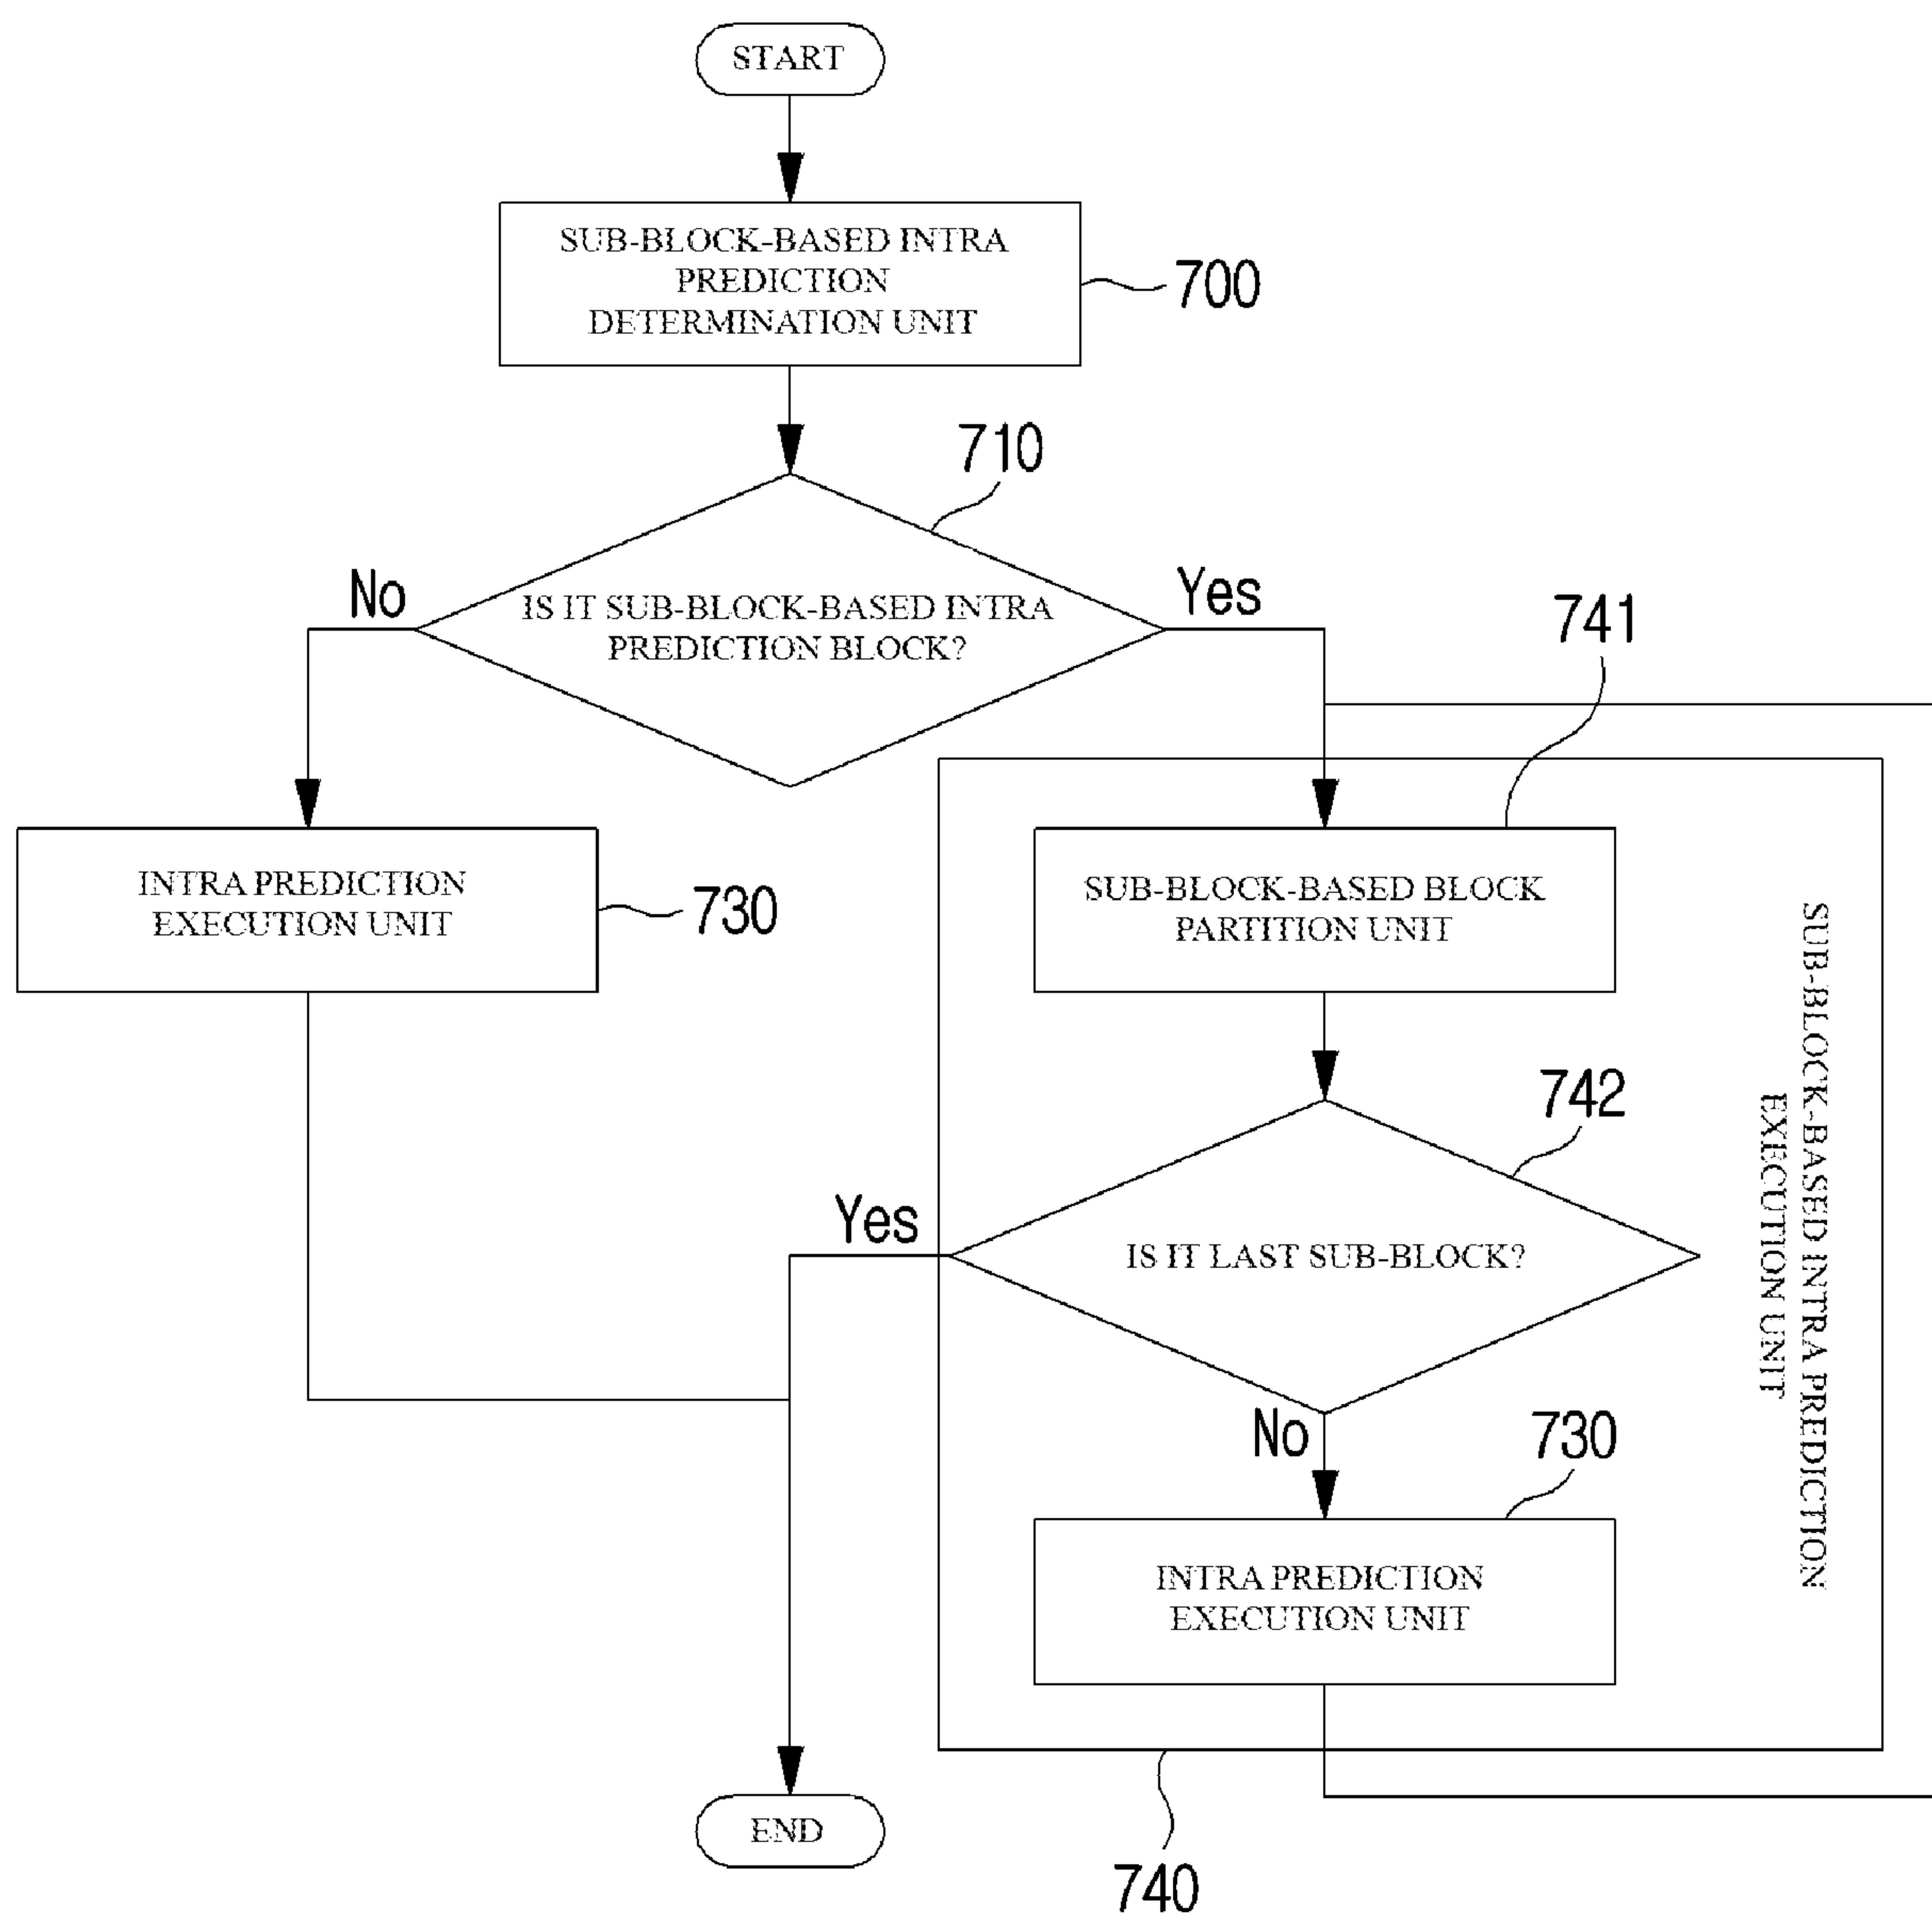 START
SUB-BLOCK-BASED INTRA
PREDICTION
DETERMINATION UNIT
700
710
IS IT SUB-BLOCK-BASED INTRA
PREDICTION BLOCK?
No
Yes
741
INTRA PREDICTION
EXECUTION UNIT
730
SUB-BLOCK-BASED BLOCK
PARTITION UNIT
742
IS IT LAST SUB-BLOCK?
Yes
No
730
INTRA PREDICTION
EXECUTION UNIT
SUB-BLOCK-BASED INTRA PREDICTION
EXECUTION UNIT
END
740